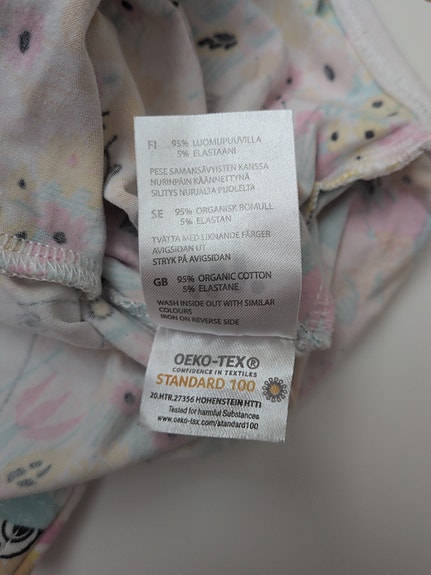 FI 95% LUOMUPUUVILLA
5% ELASTAANI
PESE SAMANSÄVYISTEN KANSSA
NURINPÄIN KÄÄNNETTYNÄ
SILITYS NURJALTA PUOLELTA
SE 95% ORGANISK BOMULL
5% ELASTAN
TVÄTTA MED LIKNANDE FÄRGER
AVIGSIDAN UT
STRYK PÅ AVIGSIDAN
GB 95% ORGANIC COTTON
5% ELASTANE
WASH INSIDE OUT WITH SIMILAR
COLOURS
IRON ON REVERSE SIDE
OEKO-TEX®
CONFIDENCE IN TEXTILES
STANDARD 100
20.HTR.27356 HOHENSTEIN HTTI
Tested for harmful Substances
www.oeko-tex.com/standard100